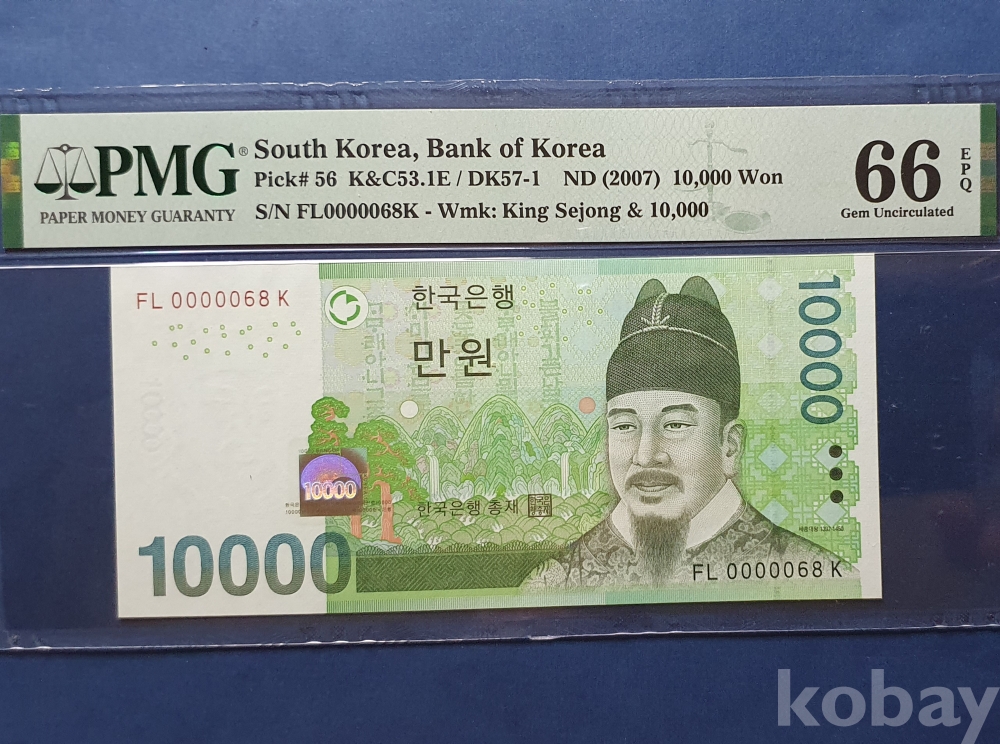 PMG®
PAPER MONEY GUARANTY
South Korea, Bank of Korea
Pick# 56 K&C53.1E / DK57-1 ND (2007) 10,000 Won
S/N FL0000068K - Wmk: King Sejong & 10,000
66
EPQ
Gem Uncirculated
FL 0000068 K
한국은행
만원
10000
10000
한국은행 총재
10000
FL 0000068 K
kobay